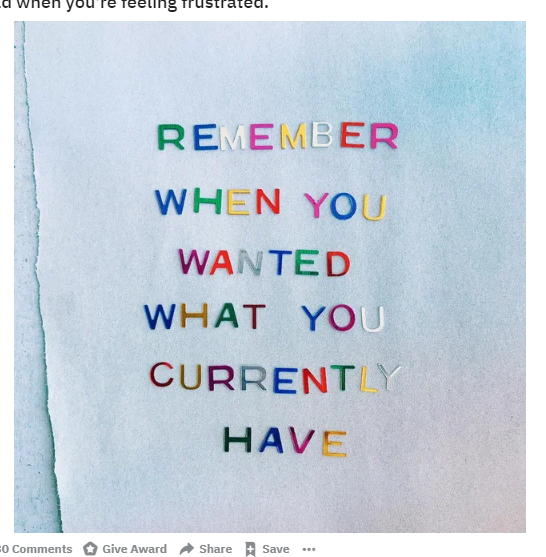 when you're feeling frustrated.
REMEMBER
WHEN YOU
WANTED
WHAT YOU
CURRENTLY
HAVE
0 Comments Give Award Share Save